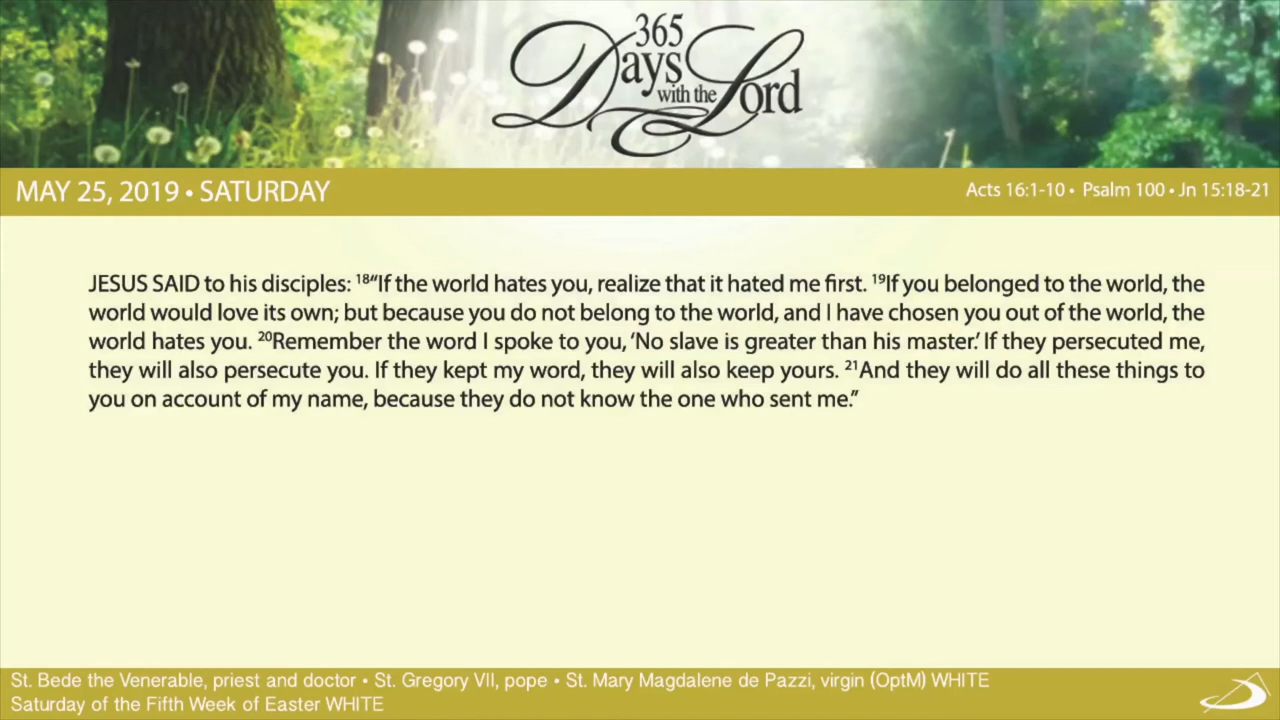 365
Days
with the Lord
MAY 25, 2019 • SATURDAY
Acts 16:1-10 • Psalm 100 • Jn 15:18-21
JESUS SAID to his disciples: ¹⁸“If the world hates you, realize that it hated me first. ¹⁹If you belonged to the world, the
world would love its own; but because you do not belong to the world, and I have chosen you out of the world, the
world hates you. ²⁰Remember the word I spoke to you, ‘No slave is greater than his master.’ If they persecuted me,
they will also persecute you. If they kept my word, they will also keep yours. ²¹And they will do all these things to
you on account of my name, because they do not know the one who sent me.”
St. Bede the Venerable, priest and doctor • St. Gregory VII, pope • St. Mary Magdalene de Pazzi, virgin (OptM) WHITE
Saturday of the Fifth Week of Easter WHITE